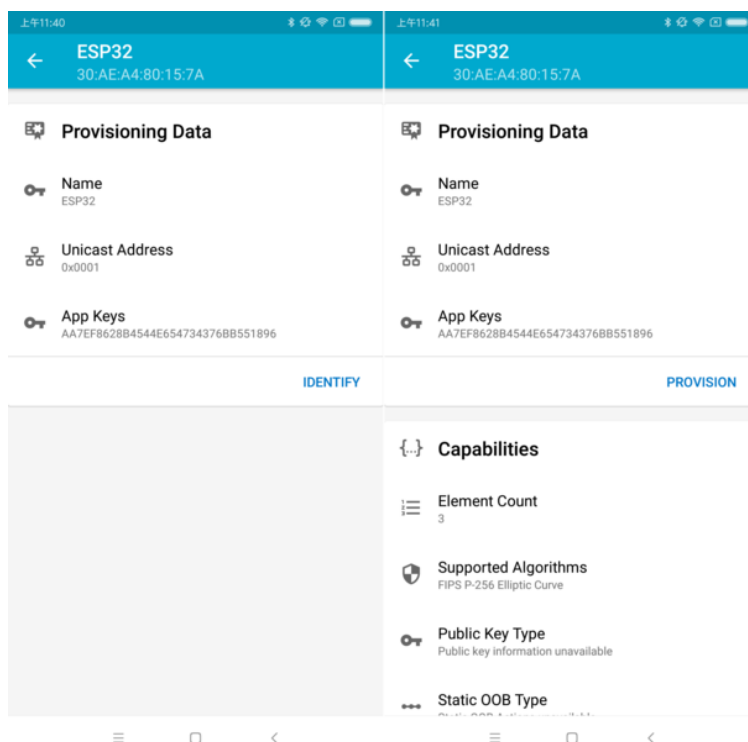 上午11:40
ESP32
30:AE:A4:80:15:7A
Provisioning Data
Name
ESP32
Unicast Address
0x0001
App Keys
AA7EF8628B4544E654734376BB551896
IDENTIFY
上午11:41
ESP32
30:AE:A4:80:15:7A
Provisioning Data
Name
ESP32
Unicast Address
0x0001
App Keys
AA7EF8628B4544E654734376BB551896
PROVISION
{...} Capabilities
Element Count
3
Supported Algorithms
FIPS P-256 Elliptic Curve
Public Key Type
Public key information unavailable
Static OOB Type